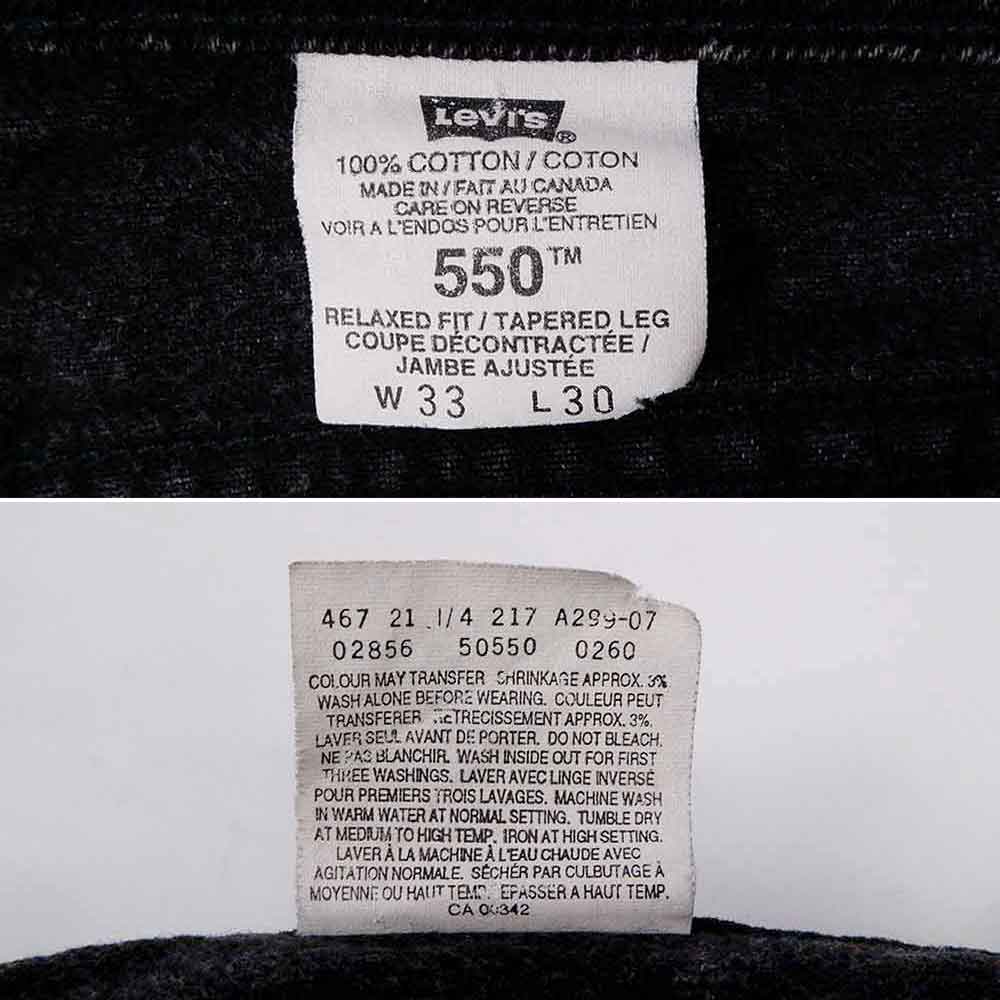 Levi's®
100% COTTON / COTON
MADE IN / FAIT AU CANADA
CARE ON REVERSE
VOIR A L'ENDOS POUR L'ENTRETIEN
550™
RELAXED FIT / TAPERED LEG
COUPE DÉCONTRACTÉE /
JAMBE AJUSTÉE
W 33 L 30
467 21 1/4 217 A299-07
02856 50550 0260
COLOUR MAY TRANSFER SHRINKAGE APPROX. 3%
WASH ALONE BEFORE WEARING. COULEUR PEUT
TRANSFERER RETRECISSEMENT APPROX. 3%.
LAVER SEUL AVANT DE PORTER. DO NOT BLEACH.
NE PAS BLANCHIR. WASH INSIDE OUT FOR FIRST
THREE WASHINGS. LAVER AVEC LINGE INVERSÉ
POUR PREMIERS TROIS LAVAGES. MACHINE WASH
IN WARM WATER AT NORMAL SETTING. TUMBLE DRY
AT MEDIUM TO HIGH TEMP. IRON AT HIGH SETTING.
LAVER À LA MACHINE À L'EAU CHAUDE AVEC
AGITATION NORMALE. SÉCHER PAR CULBUTAGE À
MOYENNE OU HAUT TEMP. EPASSER A HAUT TEMP.
CA 00342